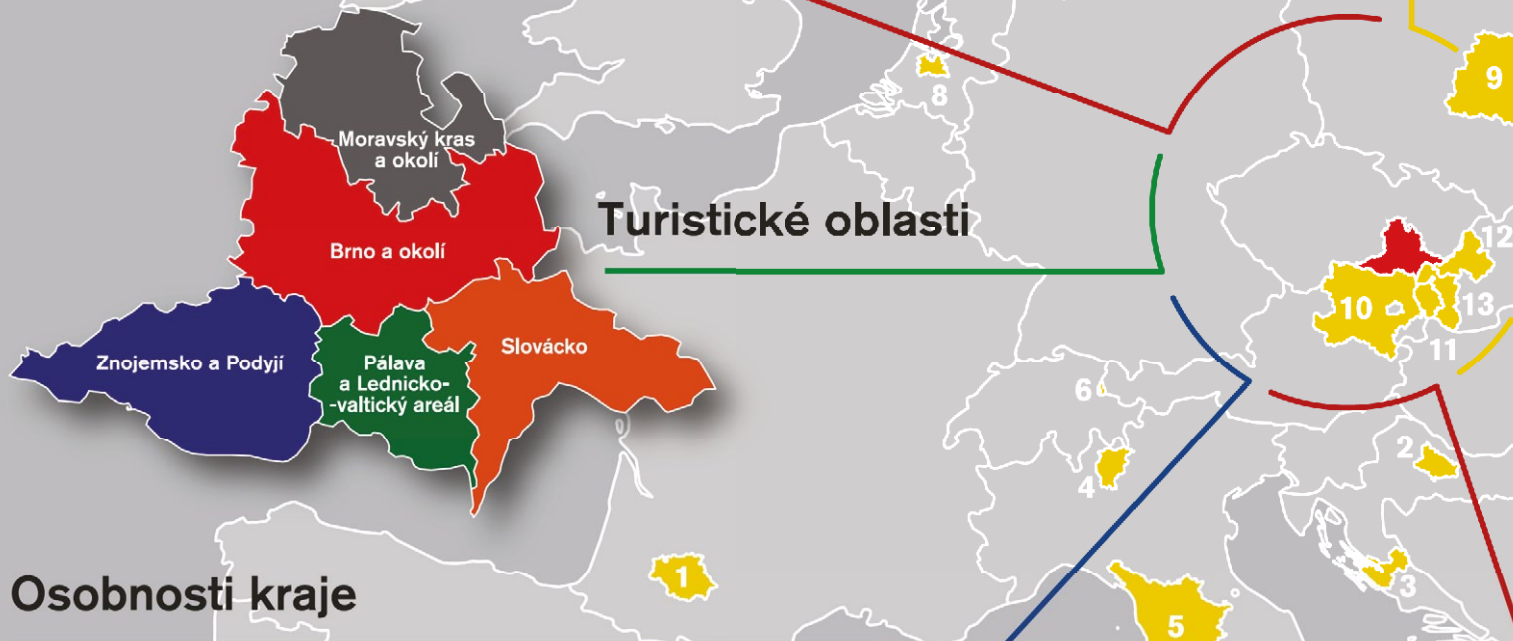 Moravský kras
a okolí
Brno a okolí
Znojemsko a Podyjí
Pálava
a Lednicko-
-valtický areál
Slovácko
Turistické oblasti
Osobnosti kraje
8
9
12
10
13
11
6
2
4
3
1
5